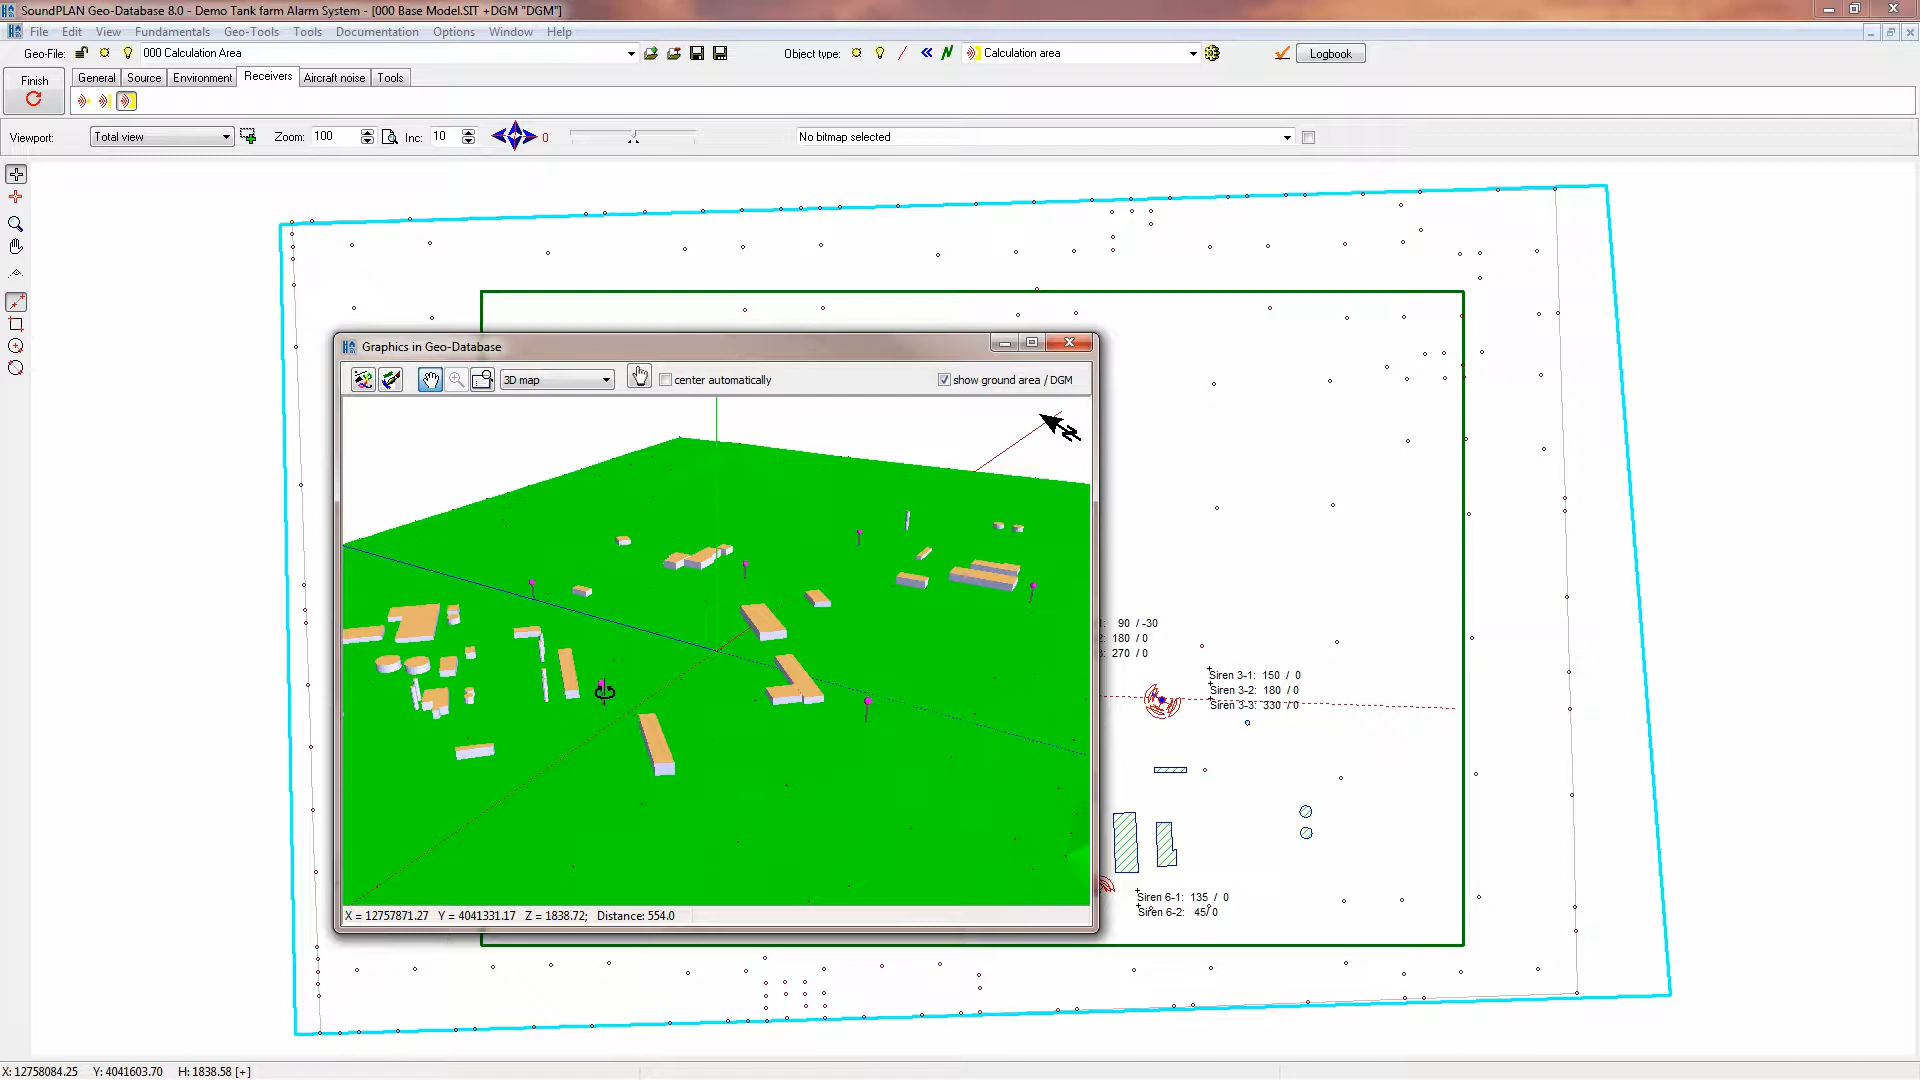 SoundPLAN Geo-Database 8.0 - Demo Tank farm Alarm System - [000 Base Model.SIT +DGM "DGM"]
File Edit View Fundamentals Geo-Tools Tools Documentation Options Window Help
Geo-File: 000 Calculation Area Object type: Calculation area Logbook
Finish General Source Environment Receivers Aircraft noise Tools
Viewport: Total view Zoom: 100 Inc: 10 0 No bitmap selected
Graphics in Geo-Database
3D map center automatically show ground area / DGM
N
: 90 / -30
2: 180 / 0
3: 270 / 0
Siren 3-1: 150 / 0
Siren 3-2: 180 / 0
Siren 3-3: 330 / 0
Siren 6-1: 135 / 0
Siren 6-2: 45/ 0
X = 12757871.27 Y = 4041331.17 Z = 1838.72; Distance: 554.0
X: 12758084.25 Y: 4041603.70 H: 1838.58 [+]